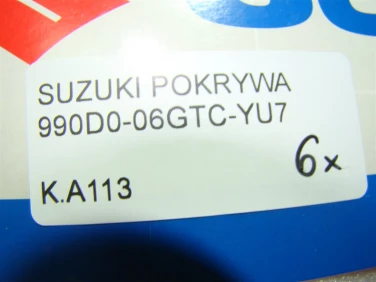 SUZUKI POKRYWA
990D0-06GTC-YU7
6x
K.A113